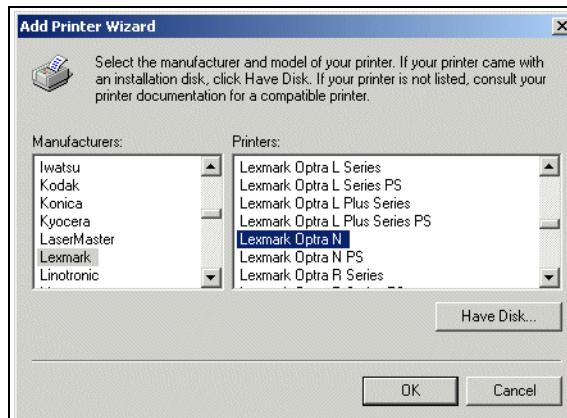 Add Printer Wizard
Select the manufacturer and model of your printer. If your printer came with
an installation disk, click Have Disk. If your printer is not listed, consult your
printer documentation for a compatible printer.
Manufacturers:
Iwatsu
Kodak
Konica
Kyocera
LaserMaster
Lexmark
Linotronic
Printers:
Lexmark Optra L Series
Lexmark Optra L Series PS
Lexmark Optra L Plus Series
Lexmark Optra L Plus Series PS
Lexmark Optra N
Lexmark Optra N PS
Lexmark Optra R Series
Have Disk...
OK
Cancel